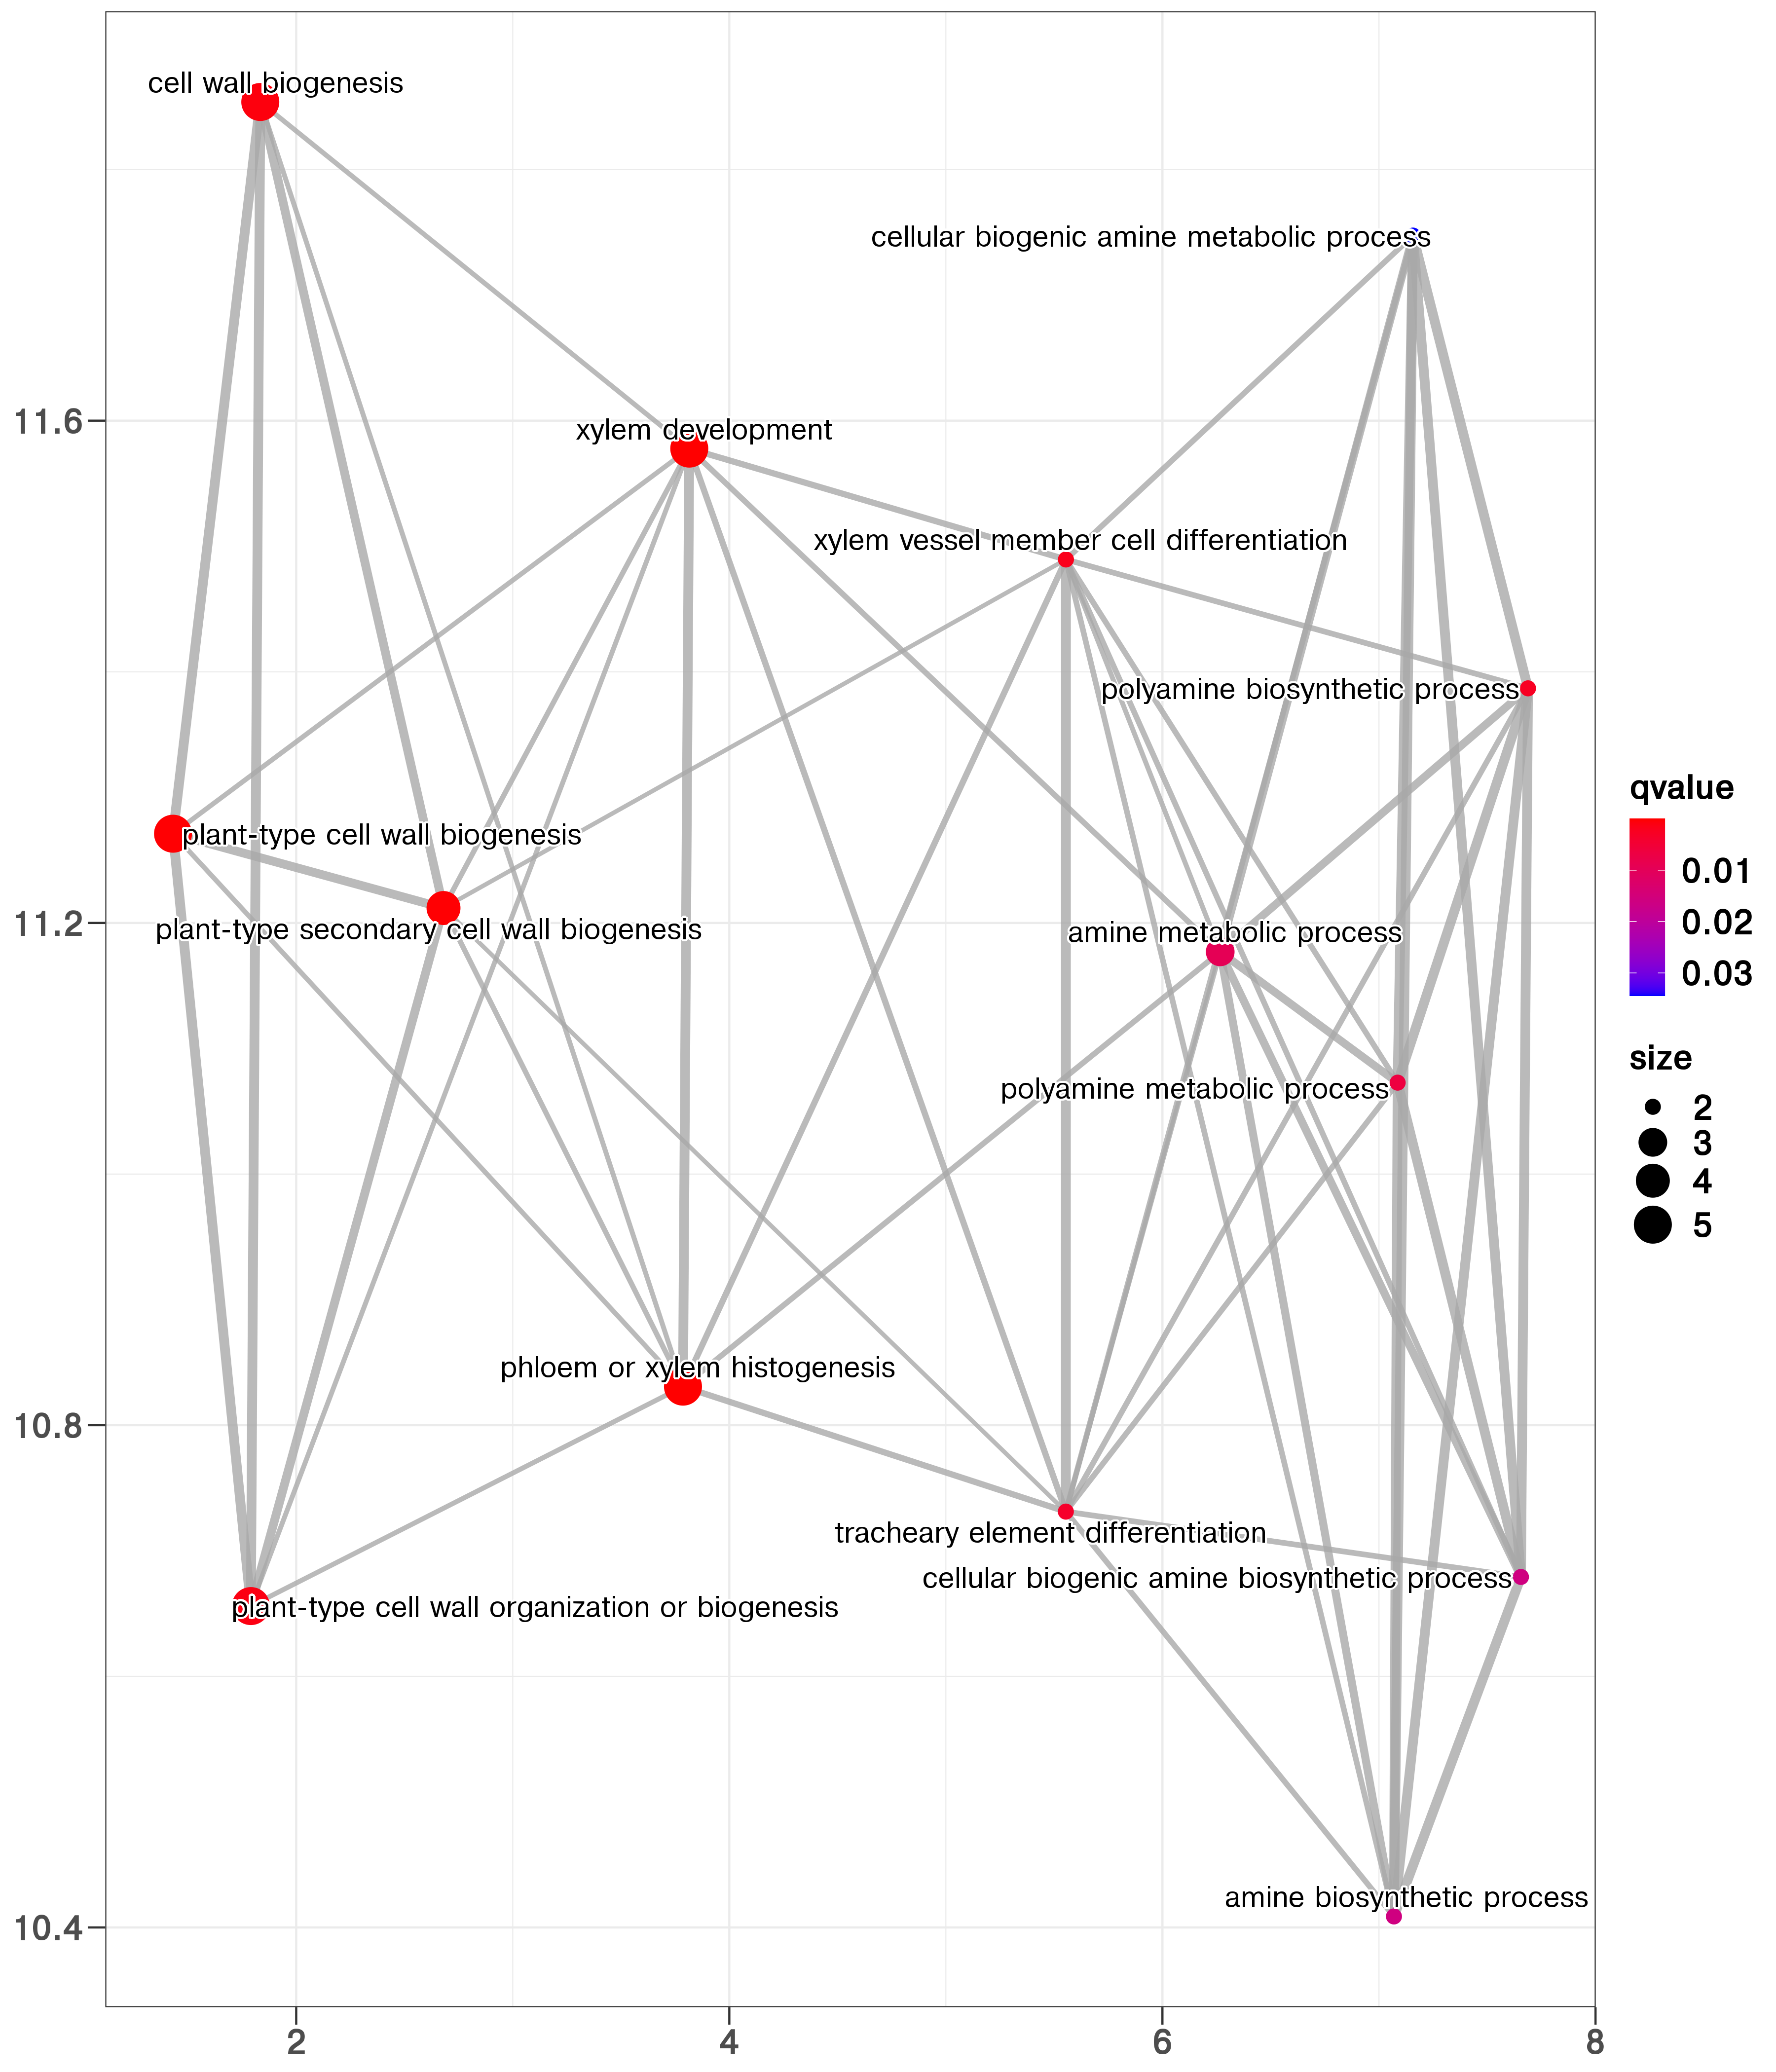 cell wall biogenesis
cellular biogenic amine metabolic process
11.6
xylem development
xylem vessel member cell differentiation
polyamine biosynthetic process
plant-type cell wall biogenesis
11.2
plant-type secondary cell wall biogenesis
amine metabolic process
polyamine metabolic process
phloem or xylem histogenesis
10.8
tracheary element differentiation
cellular biogenic amine biosynthetic process
plant-type cell wall organization or biogenesis
amine biosynthetic process
10.4
2
4
6
8
qvalue
0.01
0.02
0.03
size
2
3
4
5